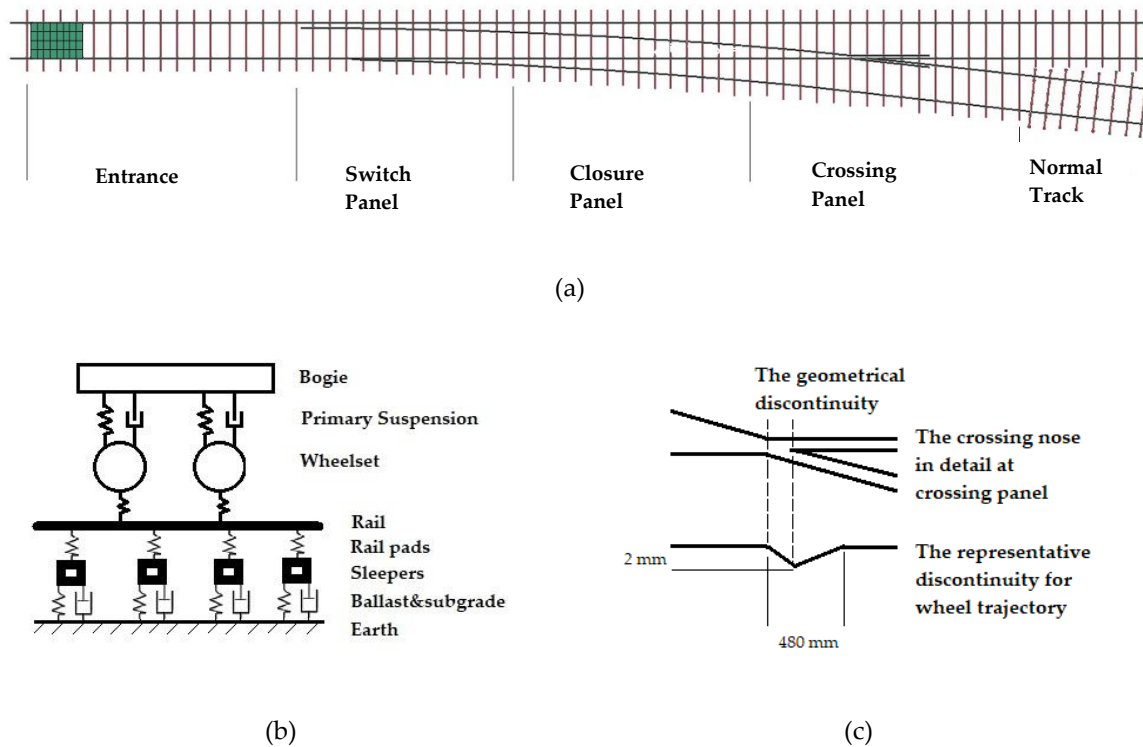 Entrance
Switch
Panel
Closure
Panel
Crossing
Panel
Normal
Track
(a)
Bogie
Primary Suspension
Wheelset
Rail
Rail pads
Sleepers
Ballast&subgrade
Earth
(b)
The geometrical
discontinuity
The crossing nose
in detail at
crossing panel
2 mm
The representative
discontinuity for
wheel trajectory
480 mm
(c)